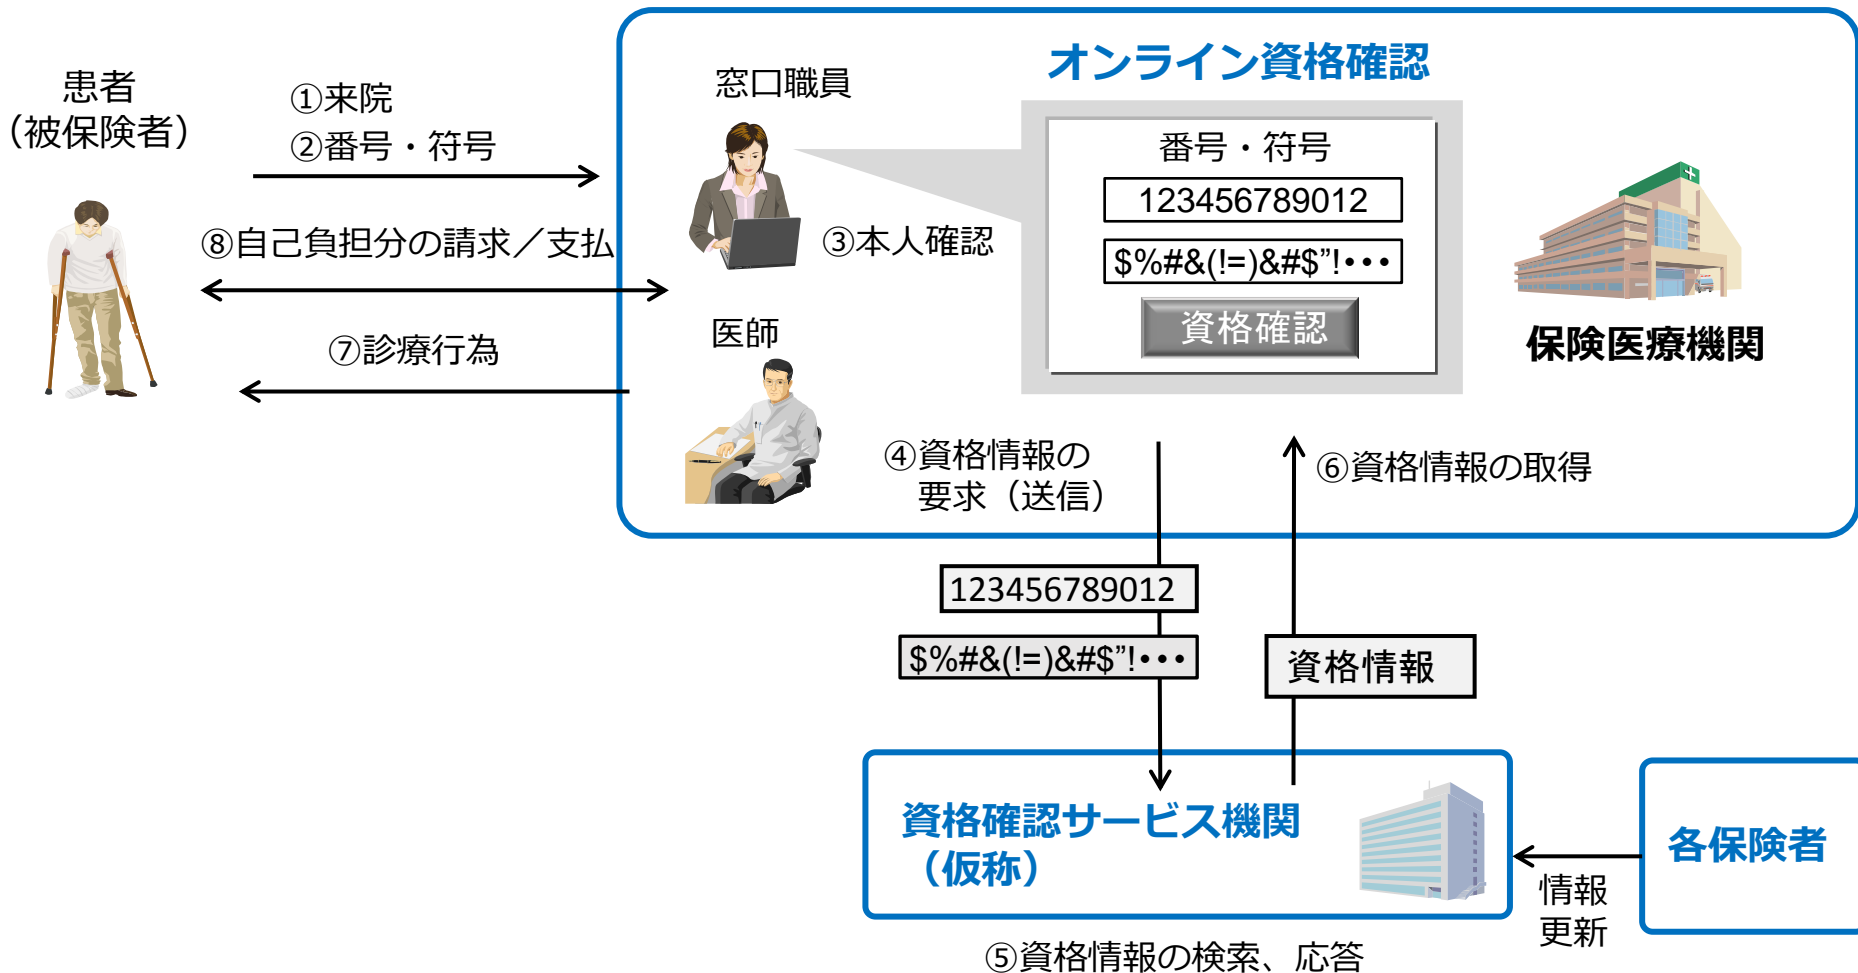 オンライン資格確認
患者
（被保険者）
①来院
②番号・符号
窓口職員
番号・符号
123456789012
$%#&(!=)&#$”!・・・
資格確認
③本人確認
⑧自己負担分の請求／支払
⑦診療行為
医師
保険医療機関
④資格情報の
要求（送信）
⑥資格情報の取得
123456789012
$%#&(!=)&#$”!・・・
資格情報
資格確認サービス機関
（仮称）
各保険者
情報
更新
⑤資格情報の検索、応答